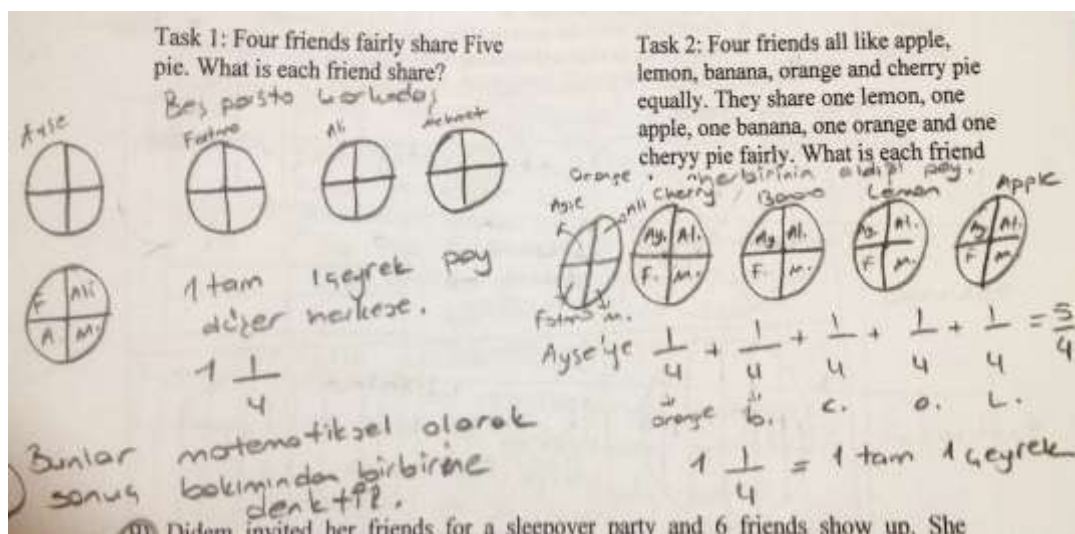 Task 1: Four friends fairly share Five
pie. What is each friend share?
Beş pasta 4 arkadaş
Ayşe Fatma Ali Mehmet
F Ali
A M.
1 tam 1 çeyrek pay
düşer herkese.
1 1/4
Bunlar matematiksel olarak
sonuç bakımından birbirine
denktir.
Task 2: Four friends all like apple,
lemon, banana, orange and cherry pie
equally. They share one lemon, one
apple, one banana, one orange and one
cheryy pie fairly. What is each friend
herbirinin aldığı pay.
Orange Cherry Lemon Apple
Ayşe Ali
Ay. Al. Ay. Al. Ay. Al. Ay. Al.
F. M. F. M. F M. F M.
Fatma M.
Ayşe'ye 1/4 + 1/4 + 1/4 + 1/4 + 1/4 = 5/4
orange b. c. o. L.
1 1/4 = 1 tam 1 çeyrek
Didem invited her friends for a sleepover party and 6 friends show up. She